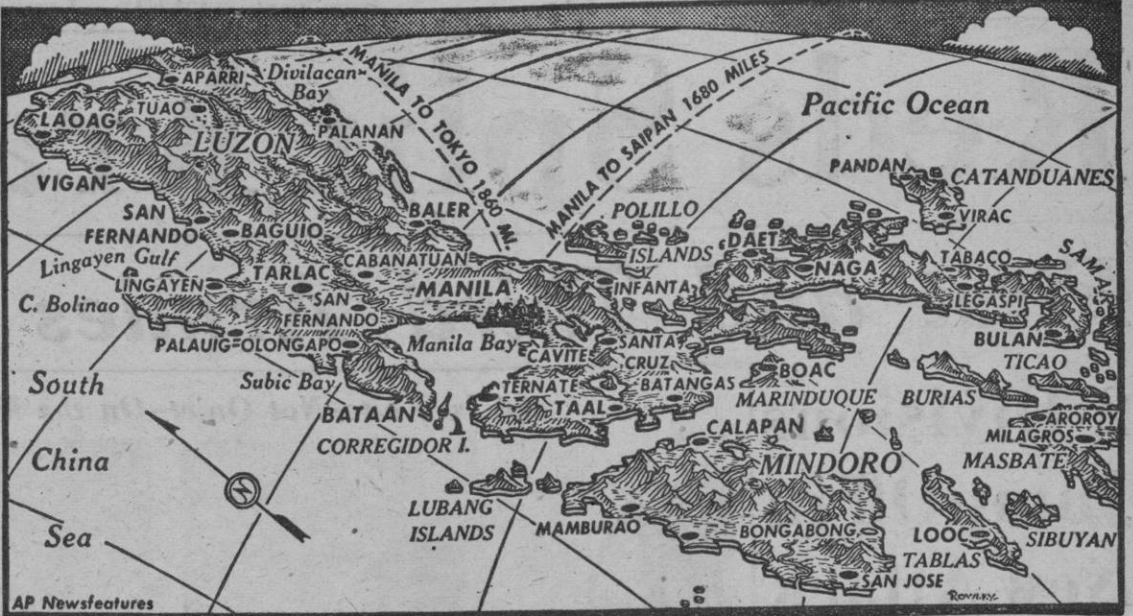 MANILA TO TOKYO 1860 MI.
MANILA TO SAIPAN 1680 MILES
Pacific Ocean
APARRI
Divilacan
Bay
TUAO
LAOAG
LUZON
PALANAN
VIGAN
PANDAN
CATANDUANES
VIRAC
SAN
FERNANDO
BAGUIO
BALER
POLILLO
ISLANDS
DAET
Lingayen Gulf
CABANATUAN
TARLAC
LINGAYEN
MANILA
INFANTA
NAGA
TABACO
SAMAR
LEGASPI
C. Bolinao
SAN
FERNANDO
PALAUIG
OLONGAPO
Manila Bay
CAVITE
SANTA
CRUZ
BULAN
TICAO
South
China
Sea
Subic Bay
TERNATE
BATANGAS
BOAC
MARINDUQUE
BURIAS
BATAAN
TAAL
CORREGIDOR I.
CALAPAN
AROROY
MILAGROS
MASBATE
MINDORO
N
LUBANG
ISLANDS
MAMBURAO
BONGABONG
LOOC
TABLAS
SIBUYAN
SAN JOSE
AP Newsfeatures